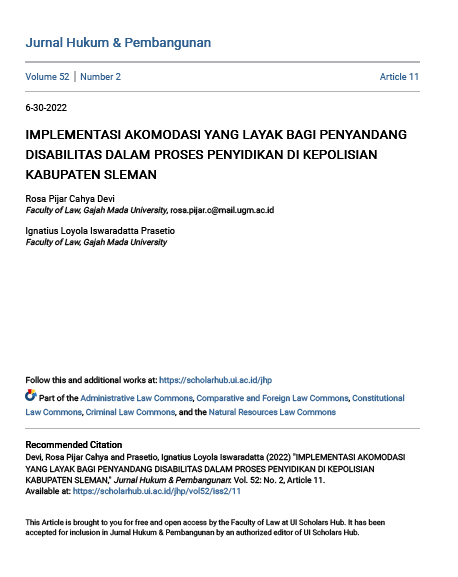 Jurnal Hukum & Pembangunan
Volume 52 | Number 2 Article 11
6-30-2022
IMPLEMENTASI AKOMODASI YANG LAYAK BAGI PENYANDANG
DISABILITAS DALAM PROSES PENYIDIKAN DI KEPOLISIAN
KABUPATEN SLEMAN
Rosa Pijar Cahya Devi
Faculty of Law, Gajah Mada University, rosa.pijar.c@mail.ugm.ac.id
Ignatius Loyola Iswaradatta Prasetio
Faculty of Law, Gajah Mada University
Follow this and additional works at: https://scholarhub.ui.ac.id/jhp
Part of the Administrative Law Commons, Comparative and Foreign Law Commons, Constitutional
Law Commons, Criminal Law Commons, and the Natural Resources Law Commons
Recommended Citation
Devi, Rosa Pijar Cahya and Prasetio, Ignatius Loyola Iswaradatta (2022) "IMPLEMENTASI AKOMODASI
YANG LAYAK BAGI PENYANDANG DISABILITAS DALAM PROSES PENYIDIKAN DI KEPOLISIAN
KABUPATEN SLEMAN," Jurnal Hukum & Pembangunan: Vol. 52: No. 2, Article 11.
Available at: https://scholarhub.ui.ac.id/jhp/vol52/iss2/11
This Article is brought to you for free and open access by the Faculty of Law at UI Scholars Hub. It has been
accepted for inclusion in Jurnal Hukum & Pembangunan by an authorized editor of UI Scholars Hub.